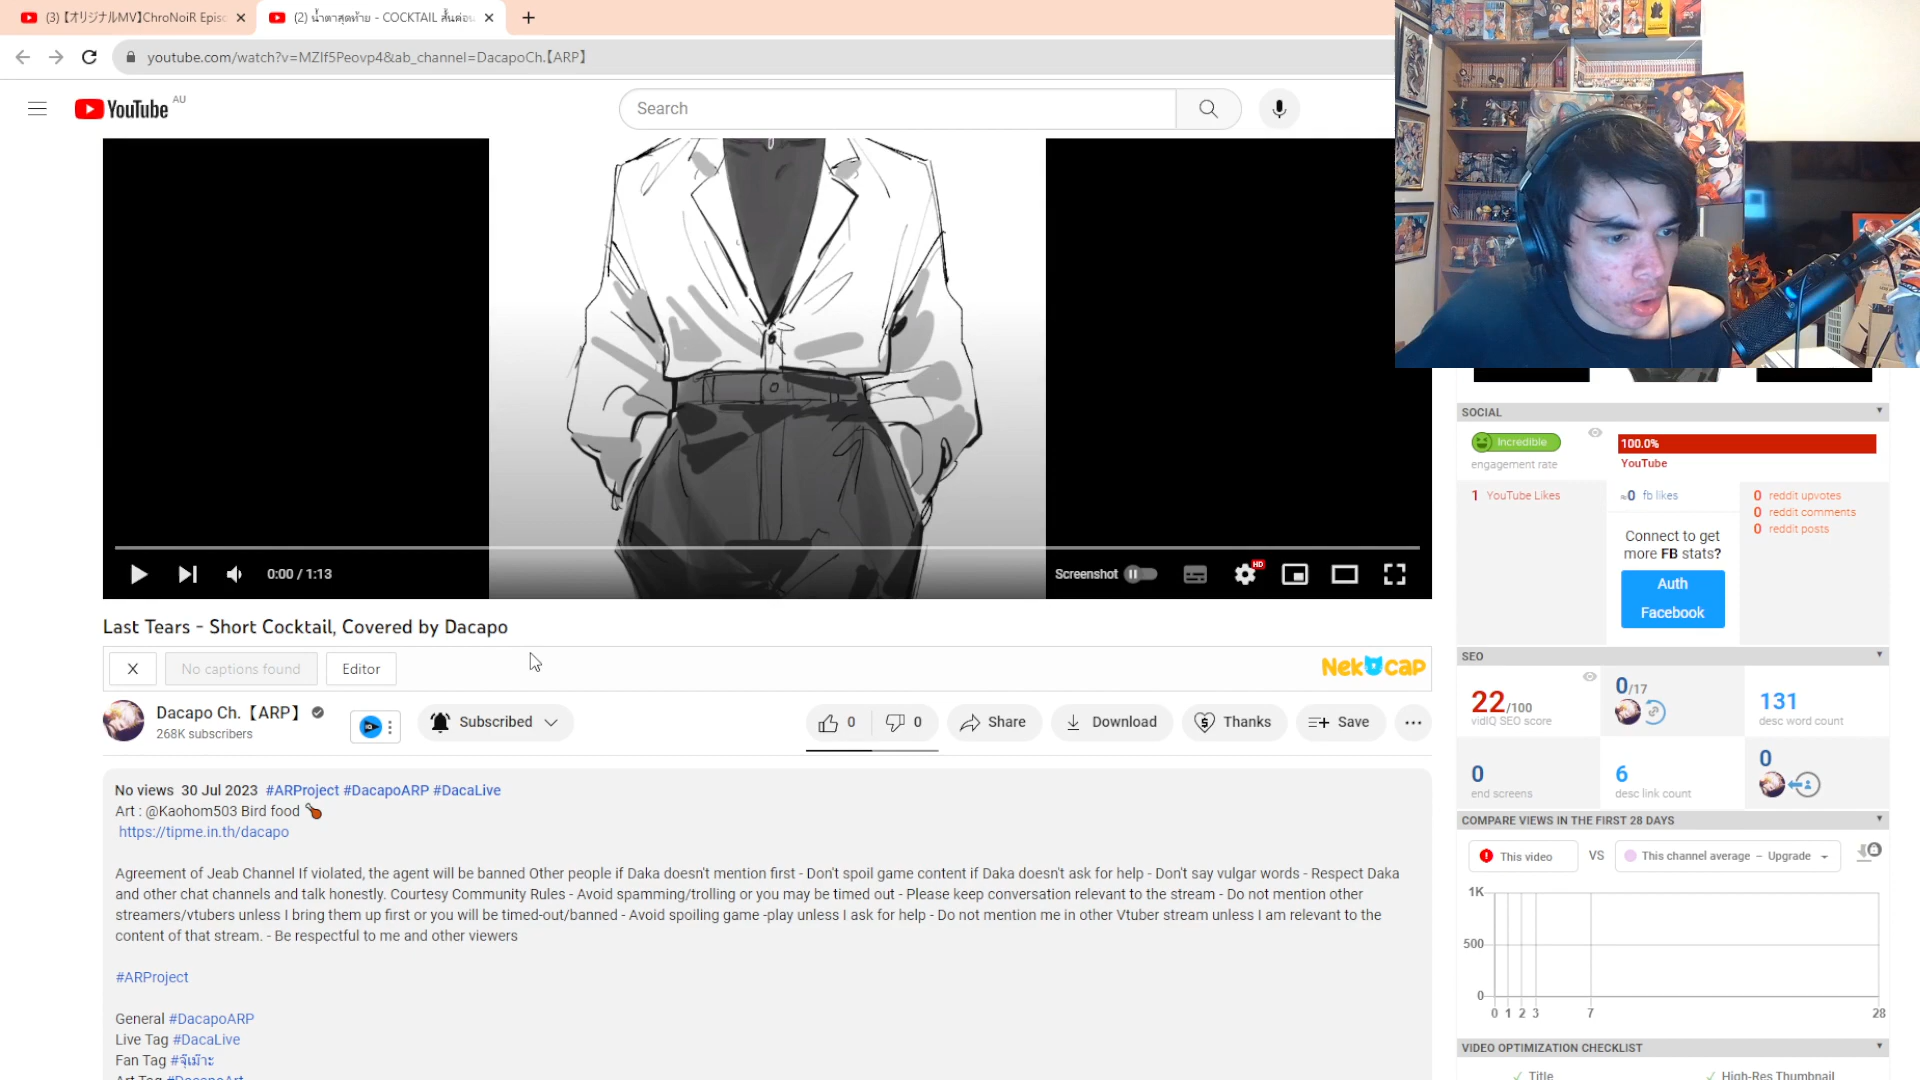 (3)【オリジナルMV】ChroNoiR Episo
(2) น้ำตาสุดท้าย - COCKTAIL สั้นค่อน
youtube.com/watch?v=MZlf5Peovp4&ab_channel=DacapoCh.【ARP】
YouTube AU
Search
Screenshot
HD
0:00 / 1:13
Last Tears - Short Cocktail, Covered by Dacapo
X
No captions found
Editor
Nekocap
Dacapo Ch.【ARP】
268K subscribers
Subscribed
0
0
Share
Download
Thanks
Save
No views 30 Jul 2023 #ARProject #DacapoARP #DacaLive
Art : @Kaohom503 Bird food 🍗
https://tipme.in.th/dacapo
Agreement of Jeab Channel If violated, the agent will be banned Other people if Daka doesn't mention first - Don't spoil game content if Daka doesn't ask for help - Don't say vulgar words - Respect Daka
and other chat channels and talk honestly. Courtesy Community Rules - Avoid spamming/trolling or you may be timed out - Please keep conversation relevant to the stream - Do not mention other
streamers/vtubers unless I bring them up first or you will be timed-out/banned - Avoid spoiling game -play unless I ask for help - Do not mention me in other Vtuber stream unless I am relevant to the
content of that stream. - Be respectful to me and other viewers
#ARProject
General #DacapoARP
Live Tag #DacaLive
Fan Tag #จุ๊เม๊าะ
Art Tag #DacapoArt
SOCIAL
Incredible
engagement rate
100.0%
YouTube
1 YouTube Likes
≈0 fb likes
0 reddit upvotes
0 reddit comments
0 reddit posts
Connect to get
more FB stats?
Auth
Facebook
SEO
22/100
vidIQ SEO score
0/17
131
desc word count
0
end screens
6
desc link count
0
COMPARE VIEWS IN THE FIRST 28 DAYS
This video
VS
This channel average – Upgrade
1K
500
0
0 1 2 3 7 28
VIDEO OPTIMIZATION CHECKLIST
✓ Title
✓ High-Res Thumbnail